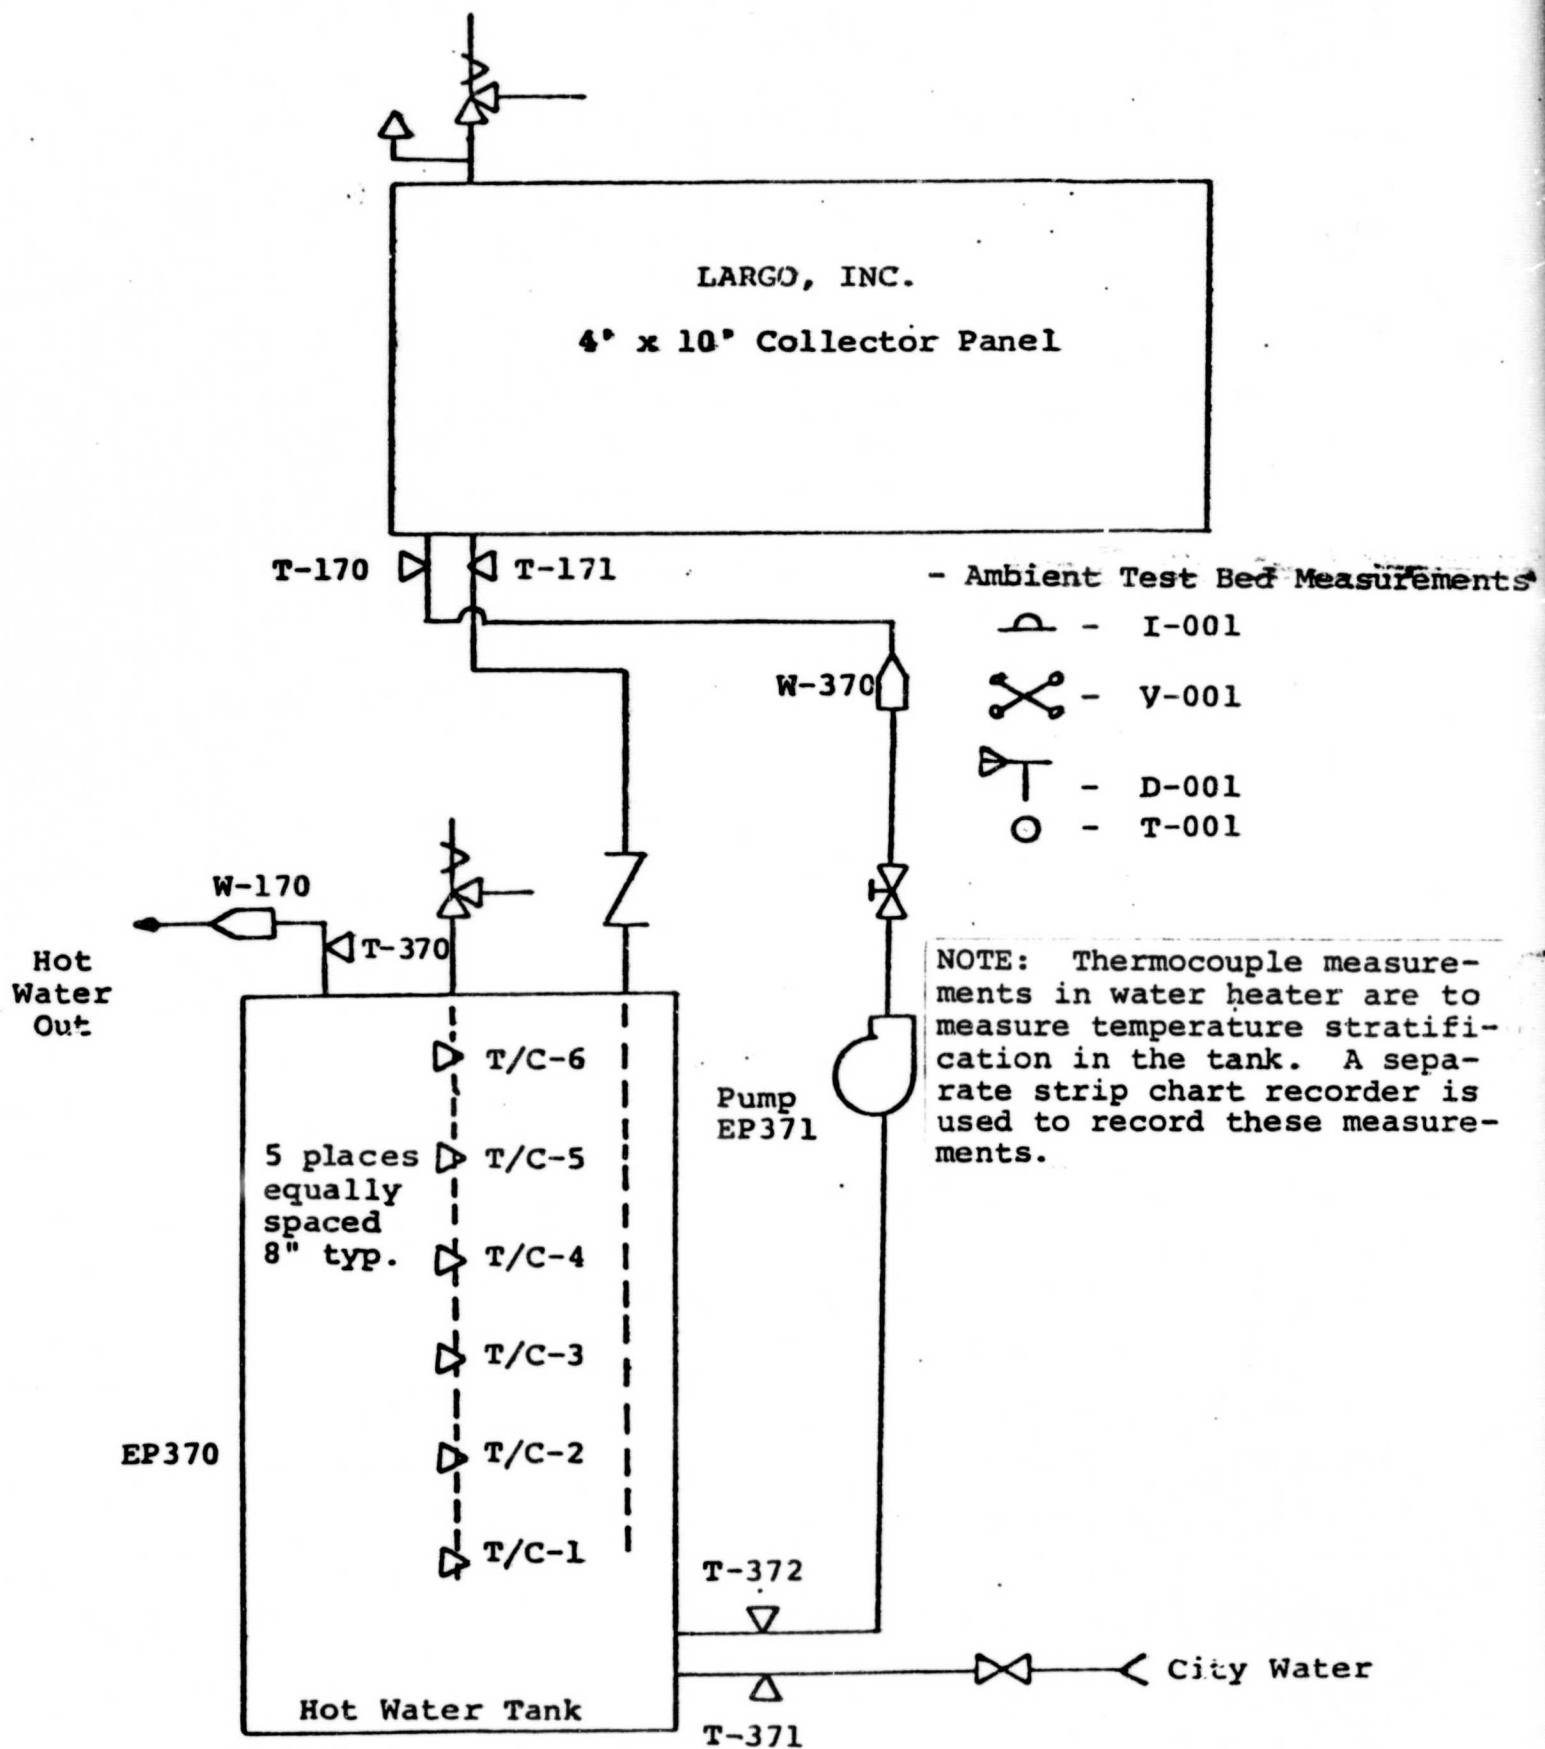 LARGO, INC.
4' x 10' Collector Panel
T-170
T-171
- Ambient Test Bed Measurements
- I-001
- V-001
- D-001
- T-001
W-370
W-170
T-370
Hot
Water
Out
NOTE: Thermocouple measure-
ments in water heater are to
measure temperature stratifi-
cation in the tank. A sepa-
rate strip chart recorder is
used to record these measure-
ments.
Pump
EP371
T/C-6
5 places
equally
spaced
8" typ.
T/C-5
T/C-4
T/C-3
T/C-2
T/C-1
EP370
T-372
City Water
Hot Water Tank
T-371